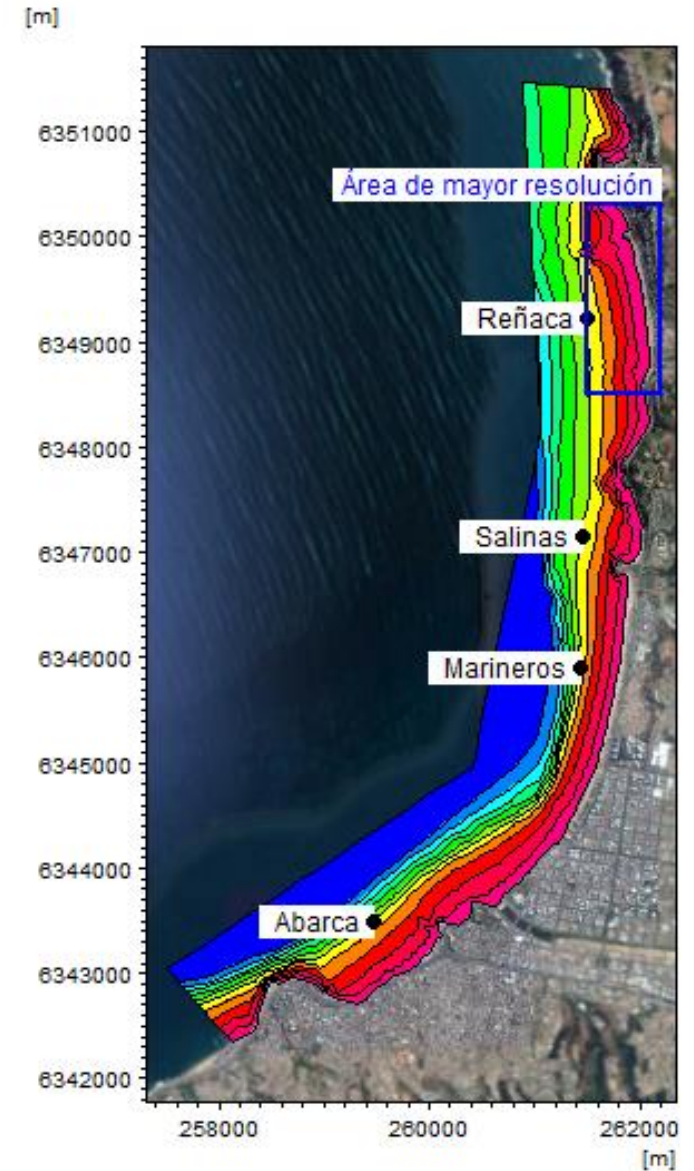 [m]
6351000
Área de mayor resolución
6350000
Reñaca
6349000
6348000
Salinas
6347000
Marineros
6346000
6345000
6344000
Abarca
6343000
6342000
258000 260000 262000
[m]